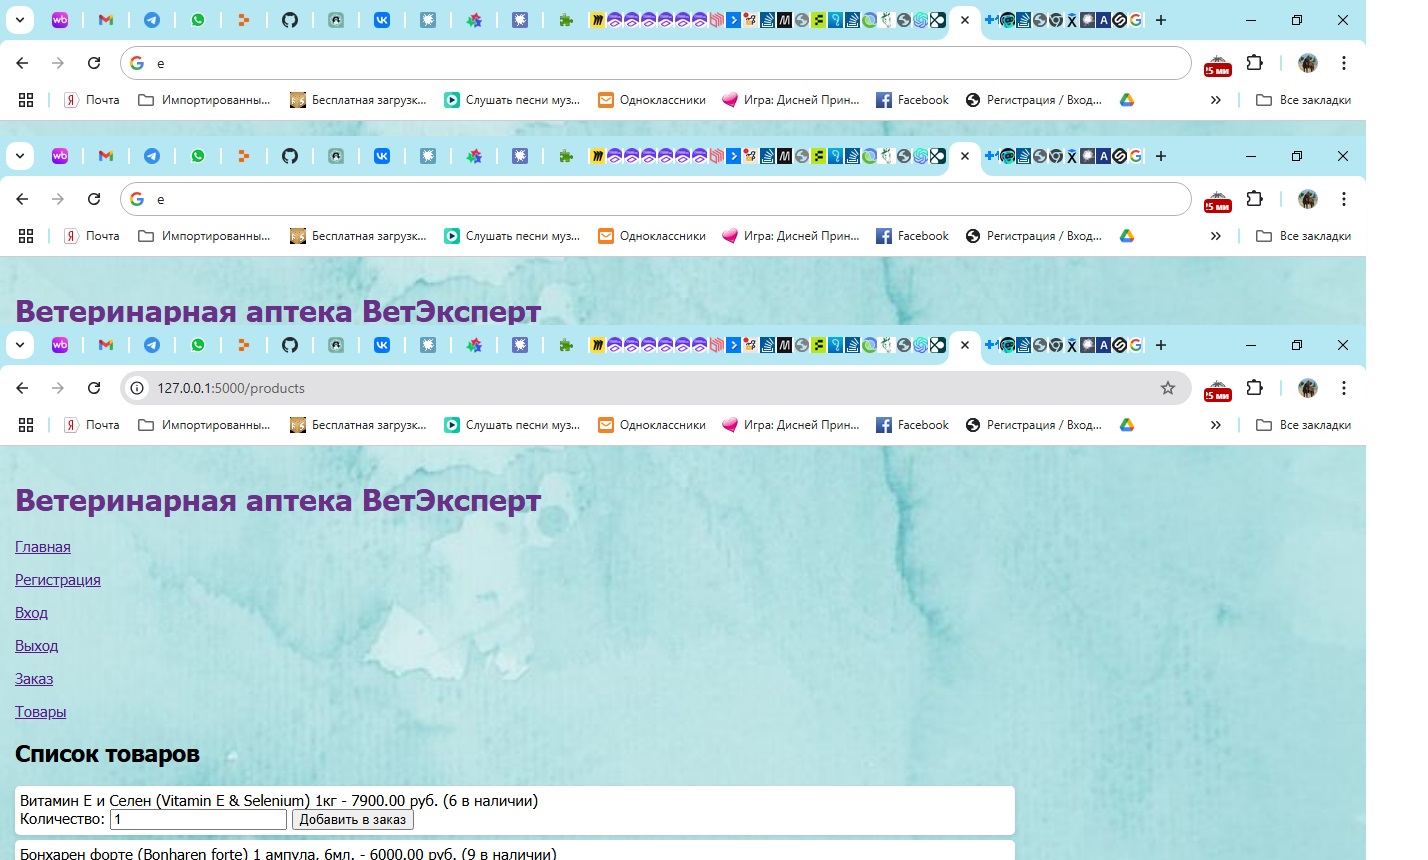 e
Почта
Импортированны...
Бесплатная загрузк...
Слушать песни муз...
Одноклассники
Игра: Дисней Прин...
Facebook
Регистрация / Вход...
Все закладки
e
Почта
Импортированны...
Бесплатная загрузк...
Слушать песни муз...
Одноклассники
Игра: Дисней Прин...
Facebook
Регистрация / Вход...
Все закладки
Ветеринарная аптека ВетЭксперт
127.0.0.1:5000/products
Почта
Импортированны...
Бесплатная загрузк...
Слушать песни муз...
Одноклассники
Игра: Дисней Прин...
Facebook
Регистрация / Вход...
Все закладки
Ветеринарная аптека ВетЭксперт
Главная
Регистрация
Вход
Выход
Заказ
Товары
Список товаров
Витамин Е и Селен (Vitamin E & Selenium) 1кг - 7900.00 руб. (6 в наличии)
Количество: 1 Добавить в заказ
Бонхарен форте (Bonharen forte) 1 ампула, 6мл. - 6000.00 руб. (9 в наличии)